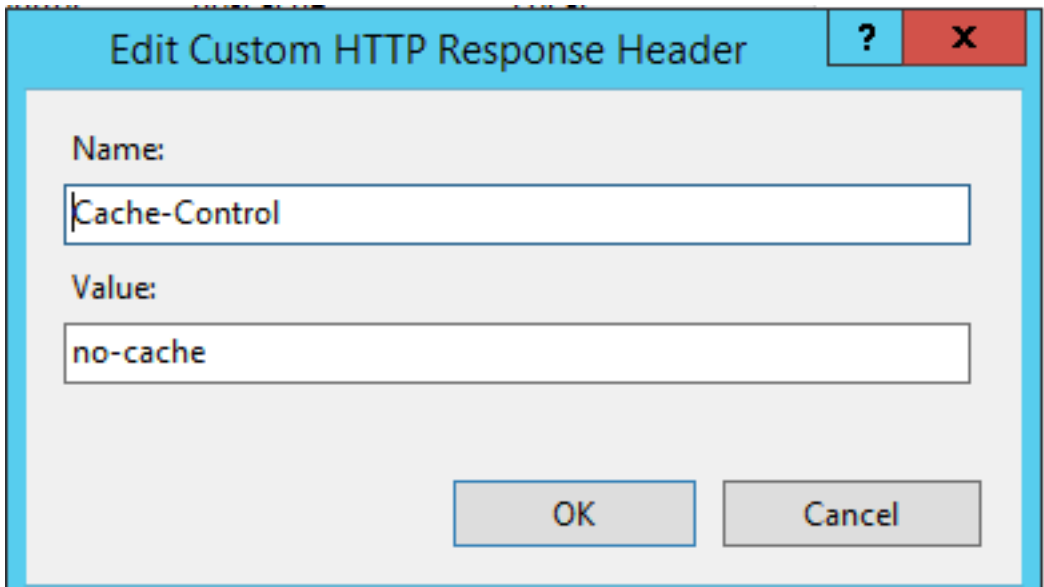 Edit Custom HTTP Response Header
?
x
Name:
Cache-Control
Value:
no-cache
OK
Cancel